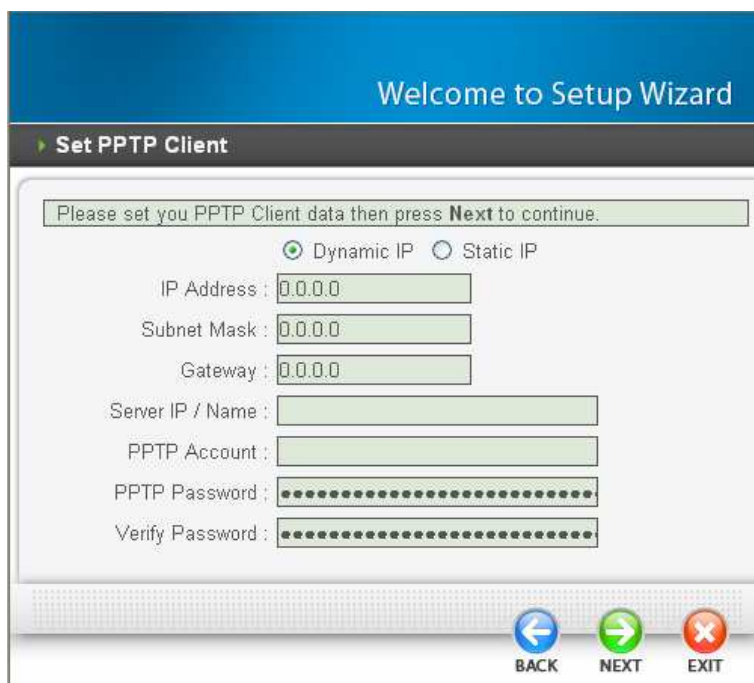 Welcome to Setup Wizard
Set PPTP Client
Please set you PPTP Client data then press Next to continue.
Dynamic IP Static IP
IP Address : 0.0.0.0
Subnet Mask : 0.0.0.0
Gateway : 0.0.0.0
Server IP / Name :
PPTP Account :
PPTP Password : ●●●●●●●●●●●●●●●●●●●●●●●●●●●
Verify Password : ●●●●●●●●●●●●●●●●●●●●●●●●●●●
BACK NEXT EXIT